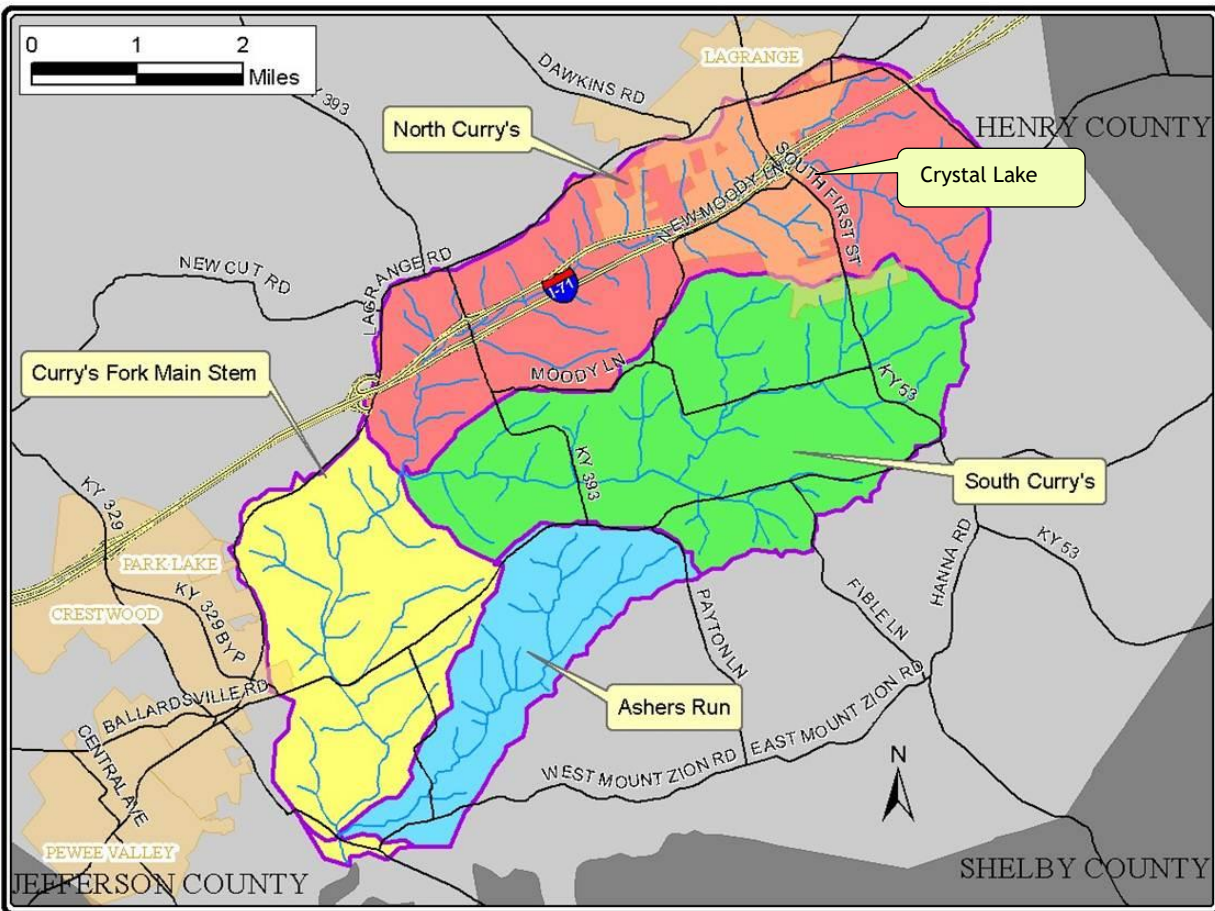 0 1 2
Miles
KY 393
DAWKINS RD
LAGRANGE
North Curry's
HENRY COUNTY
SOUTH FIRST ST
Crystal Lake
NEW MOODY LN
NEW CUT RD
LAGRANGE RD
I-71
Curry's Fork Main Stem
MOODY LN
KY 53
KY 393
South Curry's
KY 329
PARK LAKE
CRESTWOOD
KY 329 BYP
HANNA RD
KY 53
FIBLE LN
PAYTON LN
BALLARDSVILLE RD
Ashers Run
CENTRAL AVE
WEST MOUNT ZION RD
EAST MOUNT ZION RD
N
PEWEE VALLEY
JEFFERSON COUNTY
SHELBY COUNTY